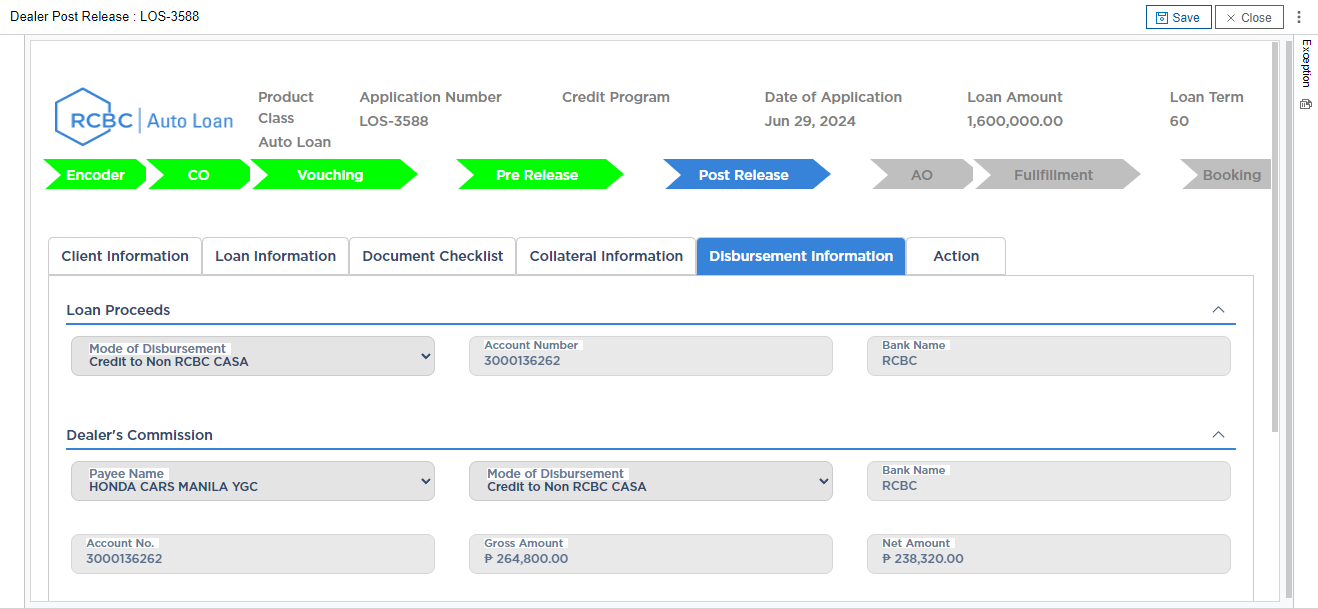 Dealer Post Release : LOS-3588
Save
Close
Exception
RCBC Auto Loan
Product Class
Auto Loan
Application Number
LOS-3588
Credit Program
Date of Application
Jun 29, 2024
Loan Amount
1,600,000.00
Loan Term
60
Encoder
CO
Vouching
Pre Release
Post Release
AO
Fullfillment
Booking
Client Information
Loan Information
Document Checklist
Collateral Information
Disbursement Information
Action
Loan Proceeds
Mode of Disbursement
Credit to Non RCBC CASA
Account Number
3000136262
Bank Name
RCBC
Dealer's Commission
Payee Name
HONDA CARS MANILA YGC
Mode of Disbursement
Credit to Non RCBC CASA
Bank Name
RCBC
Account No.
3000136262
Gross Amount
₱ 264,800.00
Net Amount
₱ 238,320.00